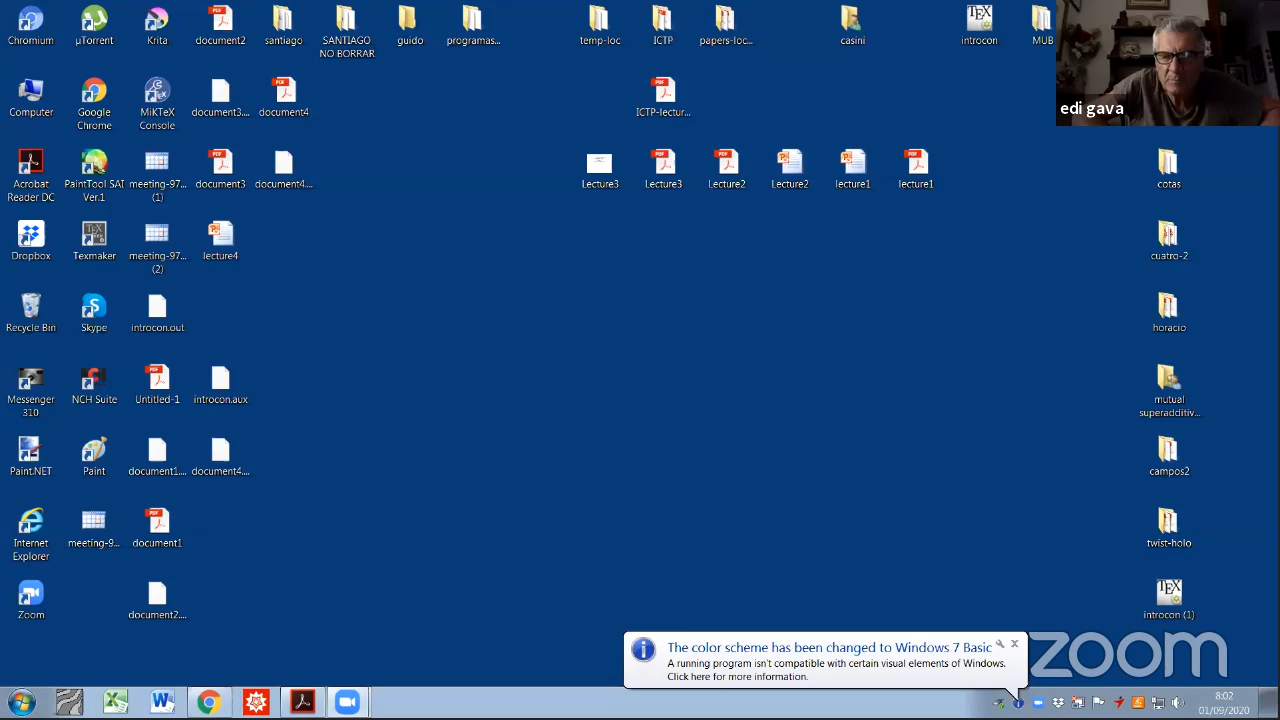 Chromium
µTorrent
Krita
document2
santiago
SANTIAGO
NO BORRAR
guido
programas...
temp-loc
ICTP
papers-loc...
casini
introcon
MUB
edi gava
Computer
Google
Chrome
MiKTeX
Console
document3....
document4
ICTP-lectur...
Acrobat
Reader DC
PaintTool SAI
Ver.1
meeting-97...
(1)
document3
document4....
Lecture3
Lecture3
Lecture2
Lecture2
lecture1
lecture1
cotas
Dropbox
Texmaker
meeting-97...
(2)
lecture4
cuatro-2
Recycle Bin
Skype
introcon.out
horacio
Messenger
310
NCH Suite
Untitled-1
introcon.aux
mutual
superadditiv...
Paint.NET
Paint
document1....
document4....
campos2
Internet
Explorer
meeting-9...
document1
twist-holo
Zoom
document2....
introcon (1)
The color scheme has been changed to Windows 7 Basic
A running program isn't compatible with certain visual elements of Windows.
Click here for more information.
zoom
8:02
01/09/2020